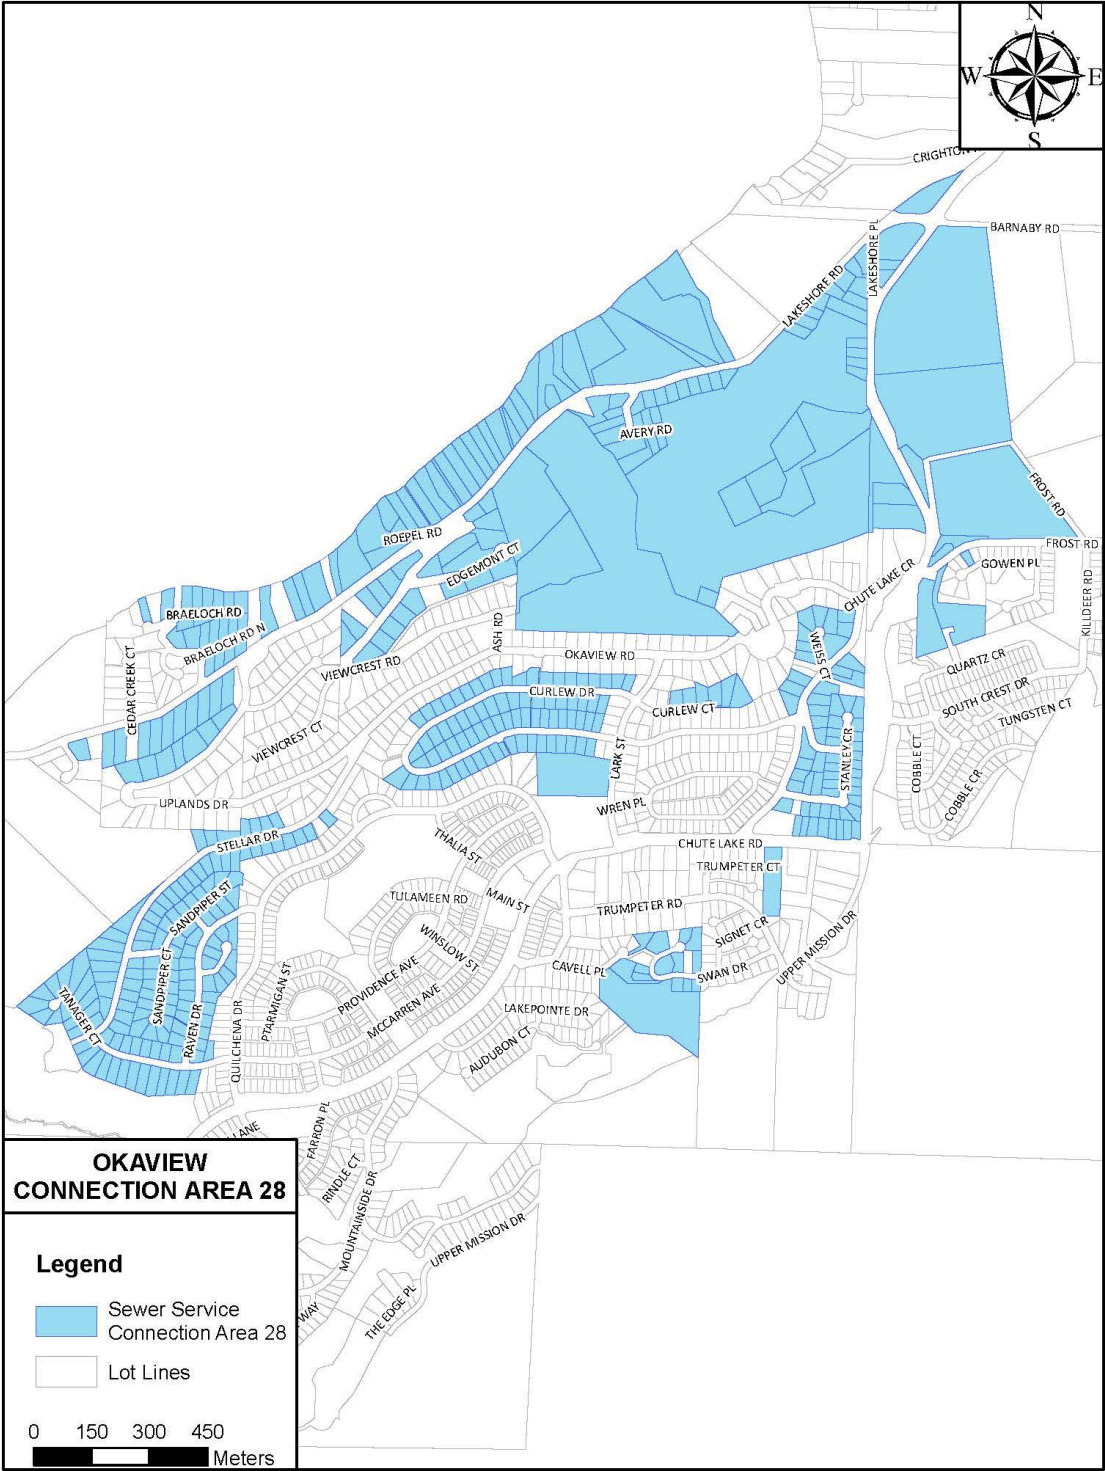 N
W E
S
CRIGHTON
BARNABY RD
LAKESHORE PL
LAKESHORE RD
AVERY RD
FROST RD
ROEPEL RD
FROST RD
EDGEMONT CT
GOWEN PL
CHUTE LAKE CR
KILLDEER RD
BRAELOCH RD
BRAELOCH RD N
ASH RD
WEISS CT
OKAVIEW RD
VIEWCREST RD
QUARTZ CR
CEDAR CREEK CT
CURLEW DR
SOUTH CREST DR
CURLEW CT
TUNGSTEN CT
VIEWCREST CT
LARK ST
STANLEY CR
COBBLE CT
COBBLE CR
UPLANDS DR
WREN PL
STELLAR DR
THALIA ST
CHUTE LAKE RD
TRUMPETER CT
SANDPIPER ST
TULAMEEN RD
MAIN ST
TRUMPETER RD
SIGNET CR
WINSLOW ST
UPPER MISSION DR
CAVELL PL
SWAN DR
SANDPIPER CT
PROVIDENCE AVE
PTARMIGAN ST
MCCARREN AVE
LAKEPOINTE DR
TANAGER CT
RAVEN DR
QUILCHENA DR
AUDUBON CT
LANE
FARRON PL
RINDLE CT
MOUNTAINSIDE DR
UPPER MISSION DR
THE EDGE PL
WAY
OKAVIEW
CONNECTION AREA 28
Legend
Sewer Service
Connection Area 28
Lot Lines
0 150 300 450
Meters